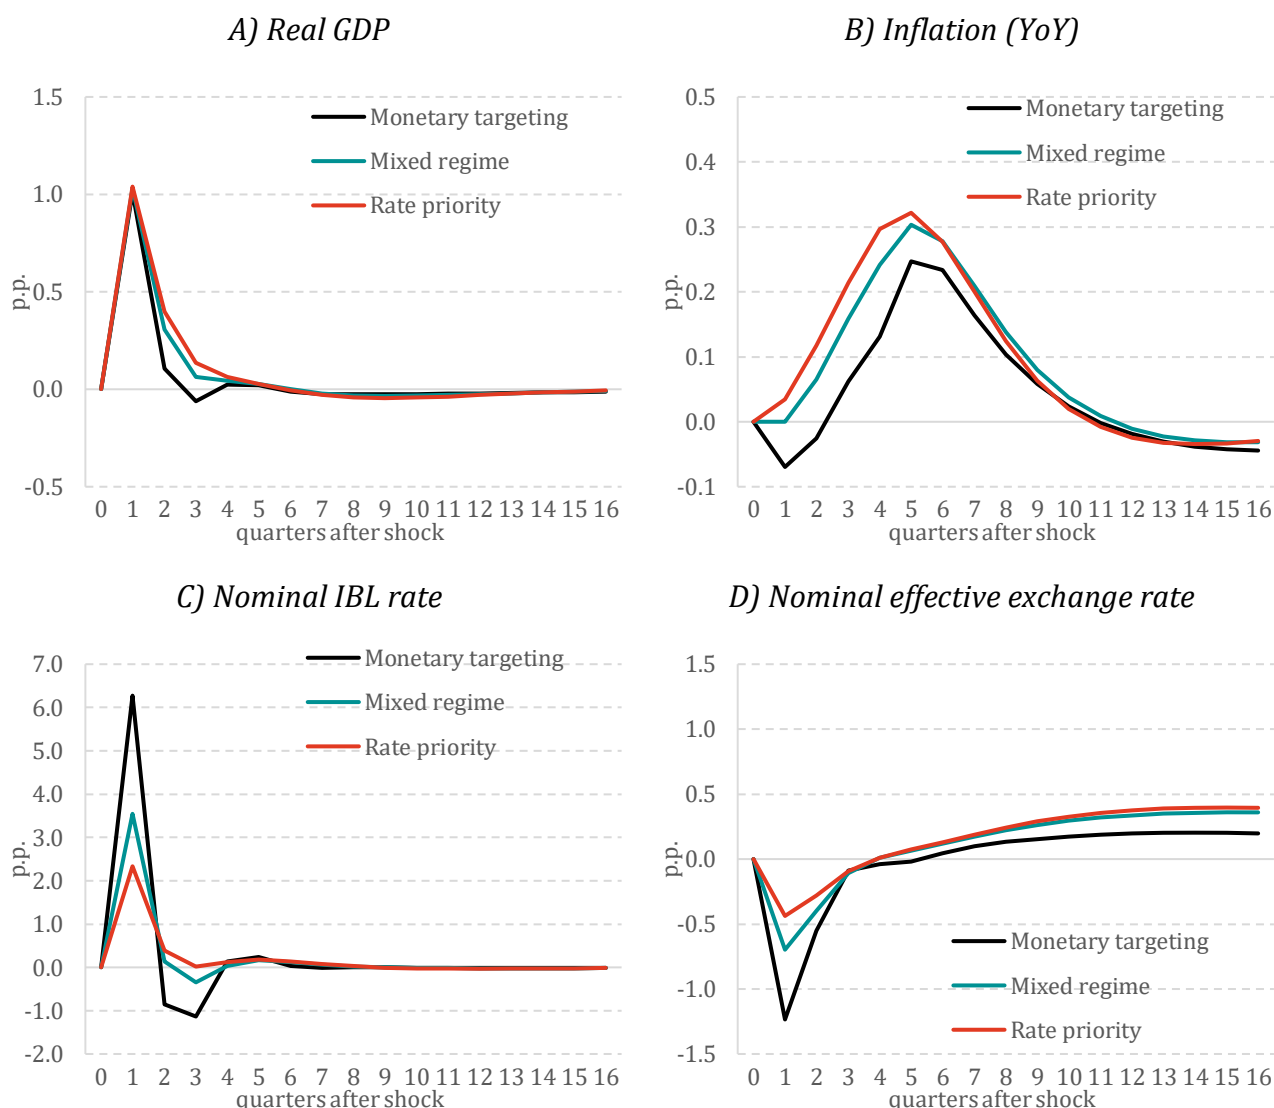 A) Real GDP
1.5
1.0
0.5
0.0
-0.5
p.p.
Monetary targeting
Mixed regime
Rate priority
0 1 2 3 4 5 6 7 8 9 10 11 12 13 14 15 16
quarters after shock
B) Inflation (YoY)
0.5
0.4
0.3
0.2
0.1
0.0
-0.1
p.p.
Monetary targeting
Mixed regime
Rate priority
0 1 2 3 4 5 6 7 8 9 10 11 12 13 14 15 16
quarters after shock
C) Nominal IBL rate
7.0
6.0
5.0
4.0
3.0
2.0
1.0
0.0
-1.0
-2.0
p.p.
Monetary targeting
Mixed regime
Rate priority
0 1 2 3 4 5 6 7 8 9 10 11 12 13 14 15 16
quarters after shock
D) Nominal effective exchange rate
1.5
1.0
0.5
0.0
-0.5
-1.0
-1.5
p.p.
Monetary targeting
Mixed regime
Rate priority
0 1 2 3 4 5 6 7 8 9 10 11 12 13 14 15 16
quarters after shock